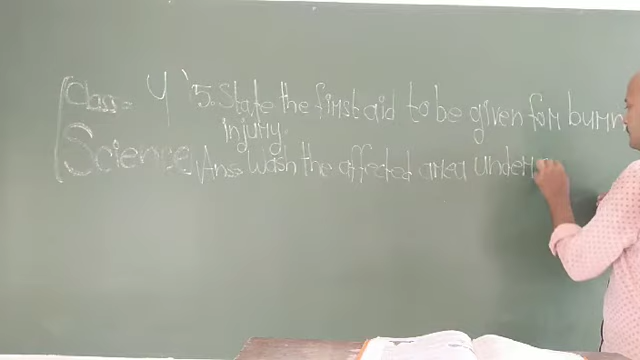 Class= 4
Science
5. State the first aid to be given for burn
injury.
Ans= Wash the affected area under